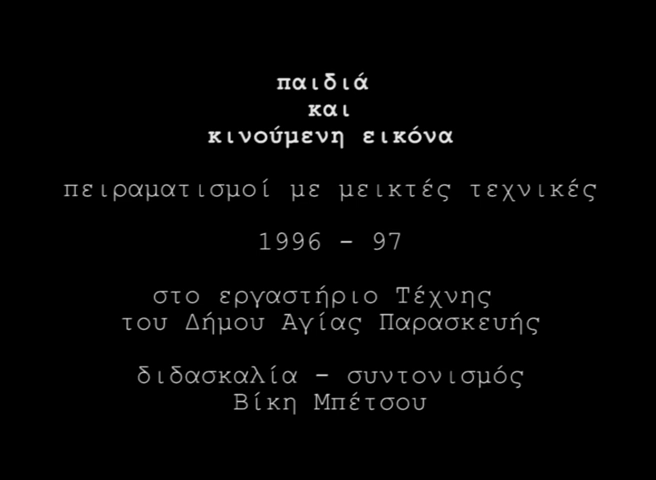 παιδιά
και
κινούμενη εικόνα
πειραματισμοί με μεικτές τεχνικές
1996 - 97
στο εργαστήριο Τέχνης
του Δήμου Αγίας Παρασκευής
διδασκαλία - συντονισμός
Βίκη Μπέτσου